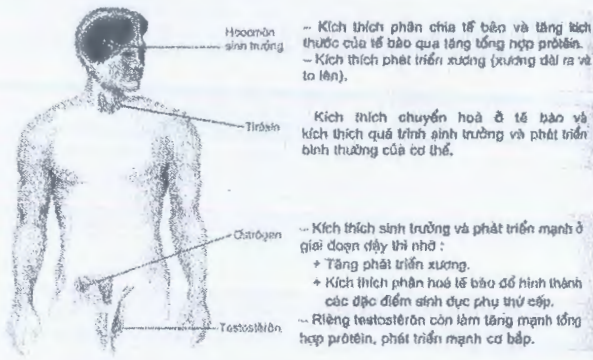 Hoocmôn
sinh trưởng
– Kích thích phân chia tế bào và tăng kích
thước của tế bào qua tăng tổng hợp prôtêin.
– Kích thích phát triển xương (xương dài ra và
to lên).
Tirôxin
Kích thích chuyển hoá ở tế bào và
kích thích quá trình sinh trưởng và phát triển
bình thường của cơ thể.
Ơstrôgen
– Kích thích sinh trưởng và phát triển mạnh ở
giai đoạn dậy thì nhờ :
+ Tăng phát triển xương.
+ Kích thích phân hoá tế bào để hình thành
các đặc điểm sinh dục phụ thứ cấp.
Testostêrôn
– Riêng testostêrôn còn làm tăng mạnh tổng
hợp prôtêin, phát triển mạnh cơ bắp.